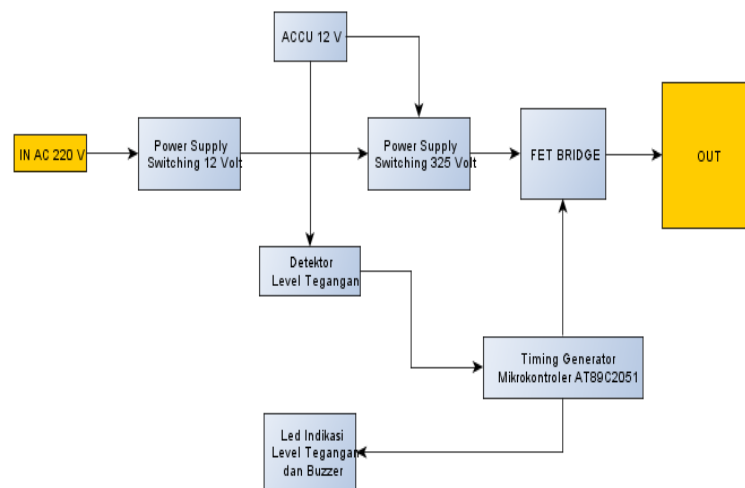 ACCU 12 V
IN AC 220 V
Power Supply
Switching 12 Volt
Power Supply
Switching 325 Volt
FET BRIDGE
OUT
Detektor
Level Tegangan
Timing Generator
Mikrokontroler AT89C2051
Led Indikasi
Level Tegangan
dan Buzzer